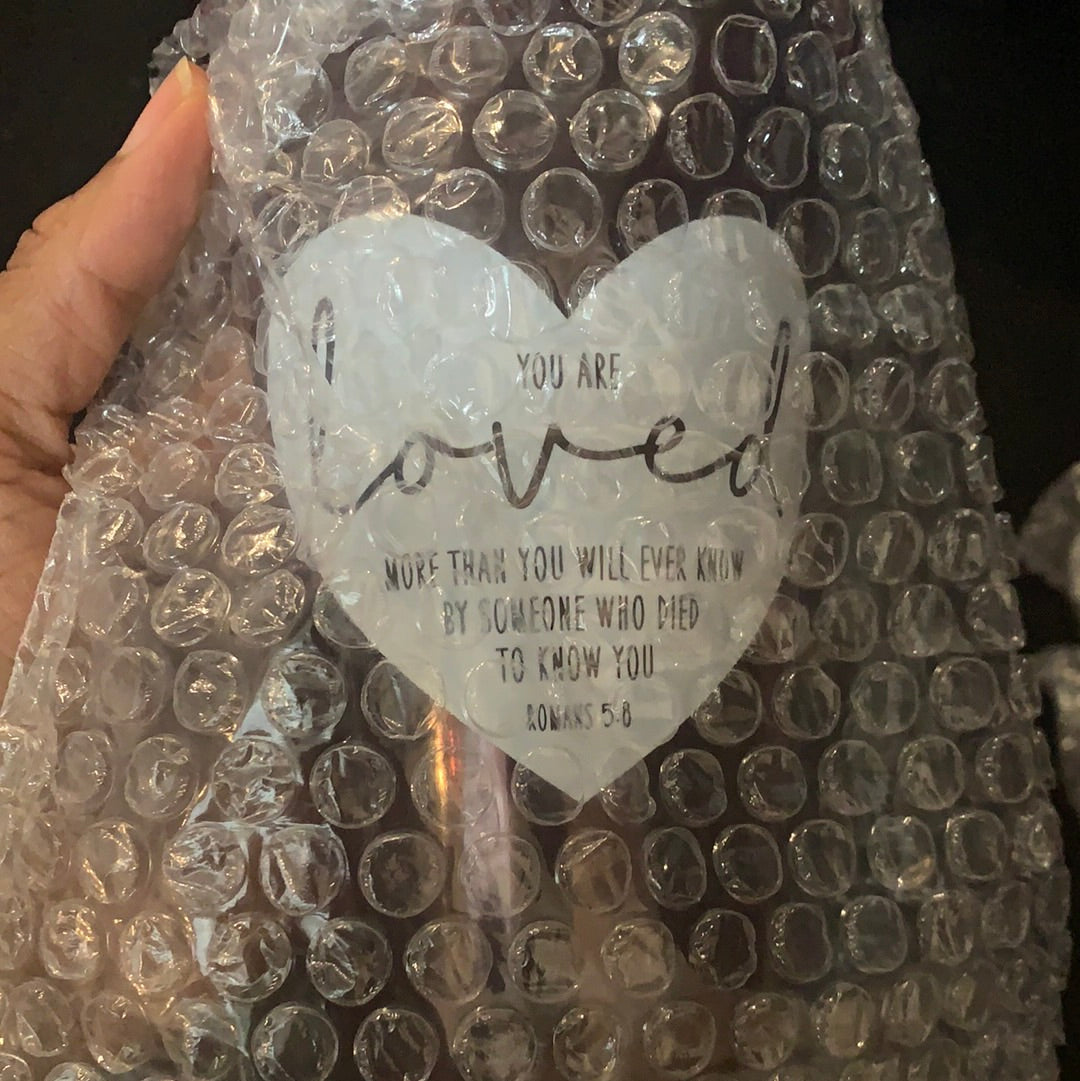 YOU ARE
loved
MORE THAN YOU WILL EVER KNOW
BY SOMEONE WHO DIED
TO KNOW YOU
ROMANS 5:8